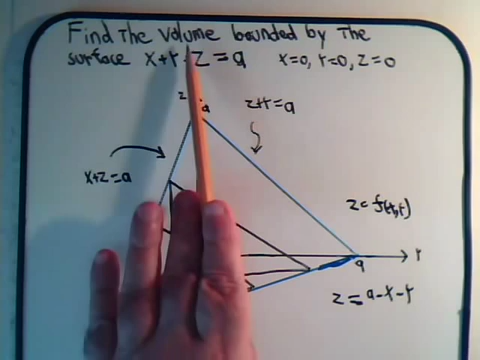 Find the volume bounded by the
surface x+y+z=a x=0, y=0, z=0
z a z+y=a
x+z=a
z=f(x,y)
y
a
z=a-x-y